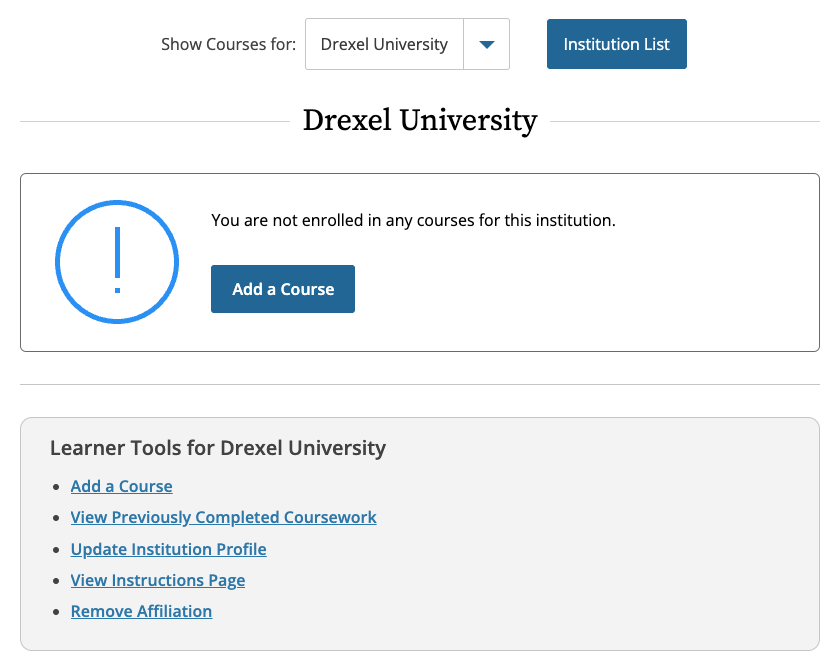 Show Courses for: Drexel University Institution List
Drexel University
You are not enrolled in any courses for this institution.
Add a Course
Learner Tools for Drexel University
Add a Course
View Previously Completed Coursework
Update Institution Profile
View Instructions Page
Remove Affiliation